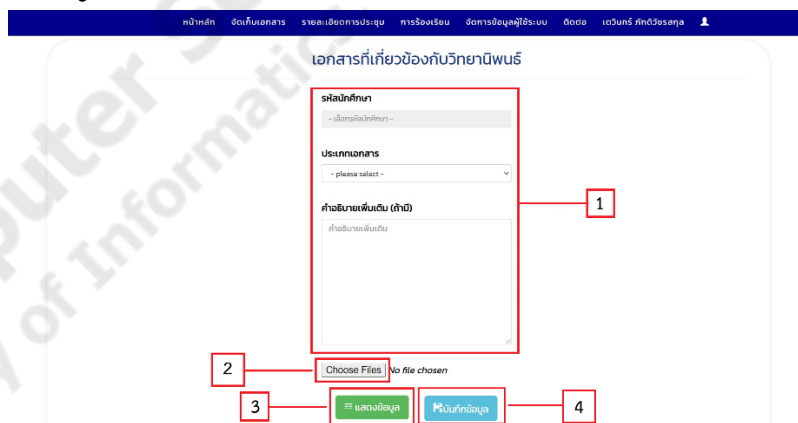 หน้าหลัก จัดเก็บเอกสาร รายละเอียดการประชุม การร้องเรียน จัดการข้อมูลผู้ใช้ระบบ ติดต่อ เตวินทร์ ภักดีวัชรสกุล
เอกสารที่เกี่ยวข้องกับวิทยานิพนธ์
รหัสนักศึกษา
- เลือกรหัสนักศึกษา -
ประเภทเอกสาร
- please select -
1
คำอธิบายเพิ่มเติม (ถ้ามี)
คำอธิบายเพิ่มเติม
2 Choose Files No file chosen
3 แสดงข้อมูล บันทึกข้อมูล 4
of Informatics